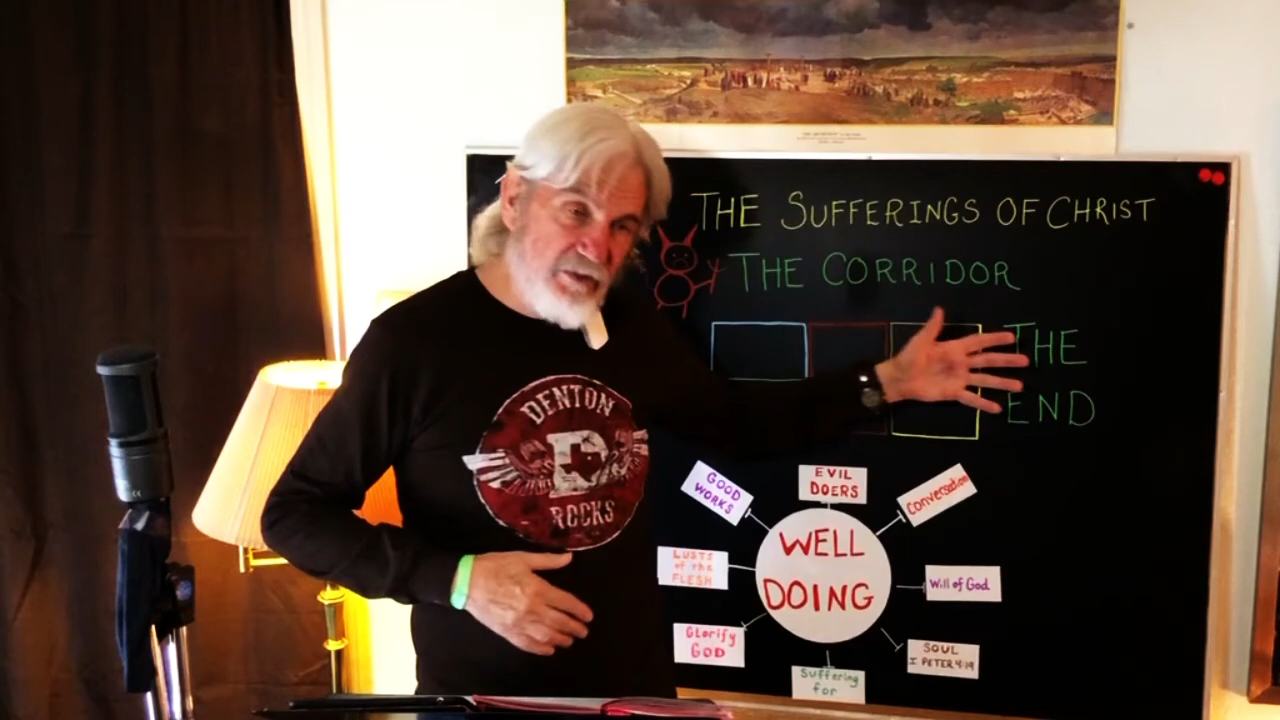 THE SUFFERINGS OF CHRIST
THE CORRIDOR
THE
END
DENTON
D
ROCKS
GOOD
WORKS
EVIL
DOERS
Conversation
LUSTS
of the
FLESH
WELL
DOING
Will of God
GLorify
GOD
Suffering
for
SOUL
I PETER 4:19